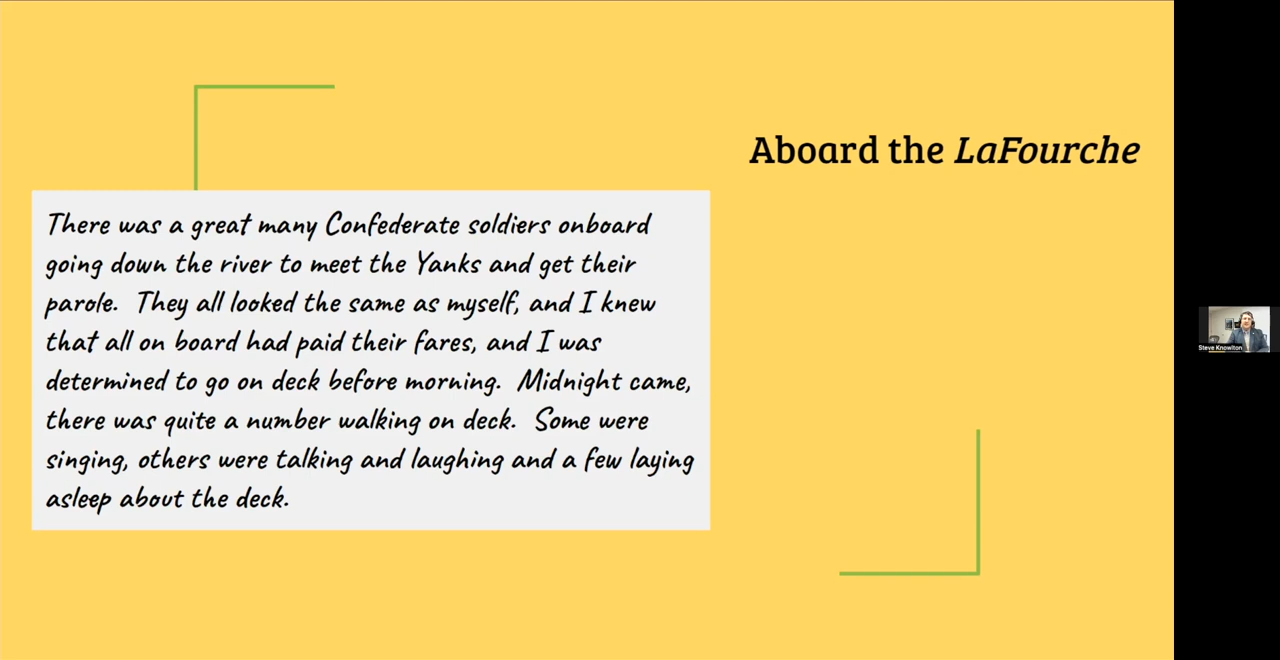 Aboard the LaFourche
There was a great many Confederate soldiers onboard
going down the river to meet the Yanks and get their
parole. They all looked the same as myself, and I knew
that all on board had paid their fares, and I was
determined to go on deck before morning. Midnight came,
there was quite a number walking on deck. Some were
singing, others were talking and laughing and a few laying
asleep about the deck.
Steve Knowlton